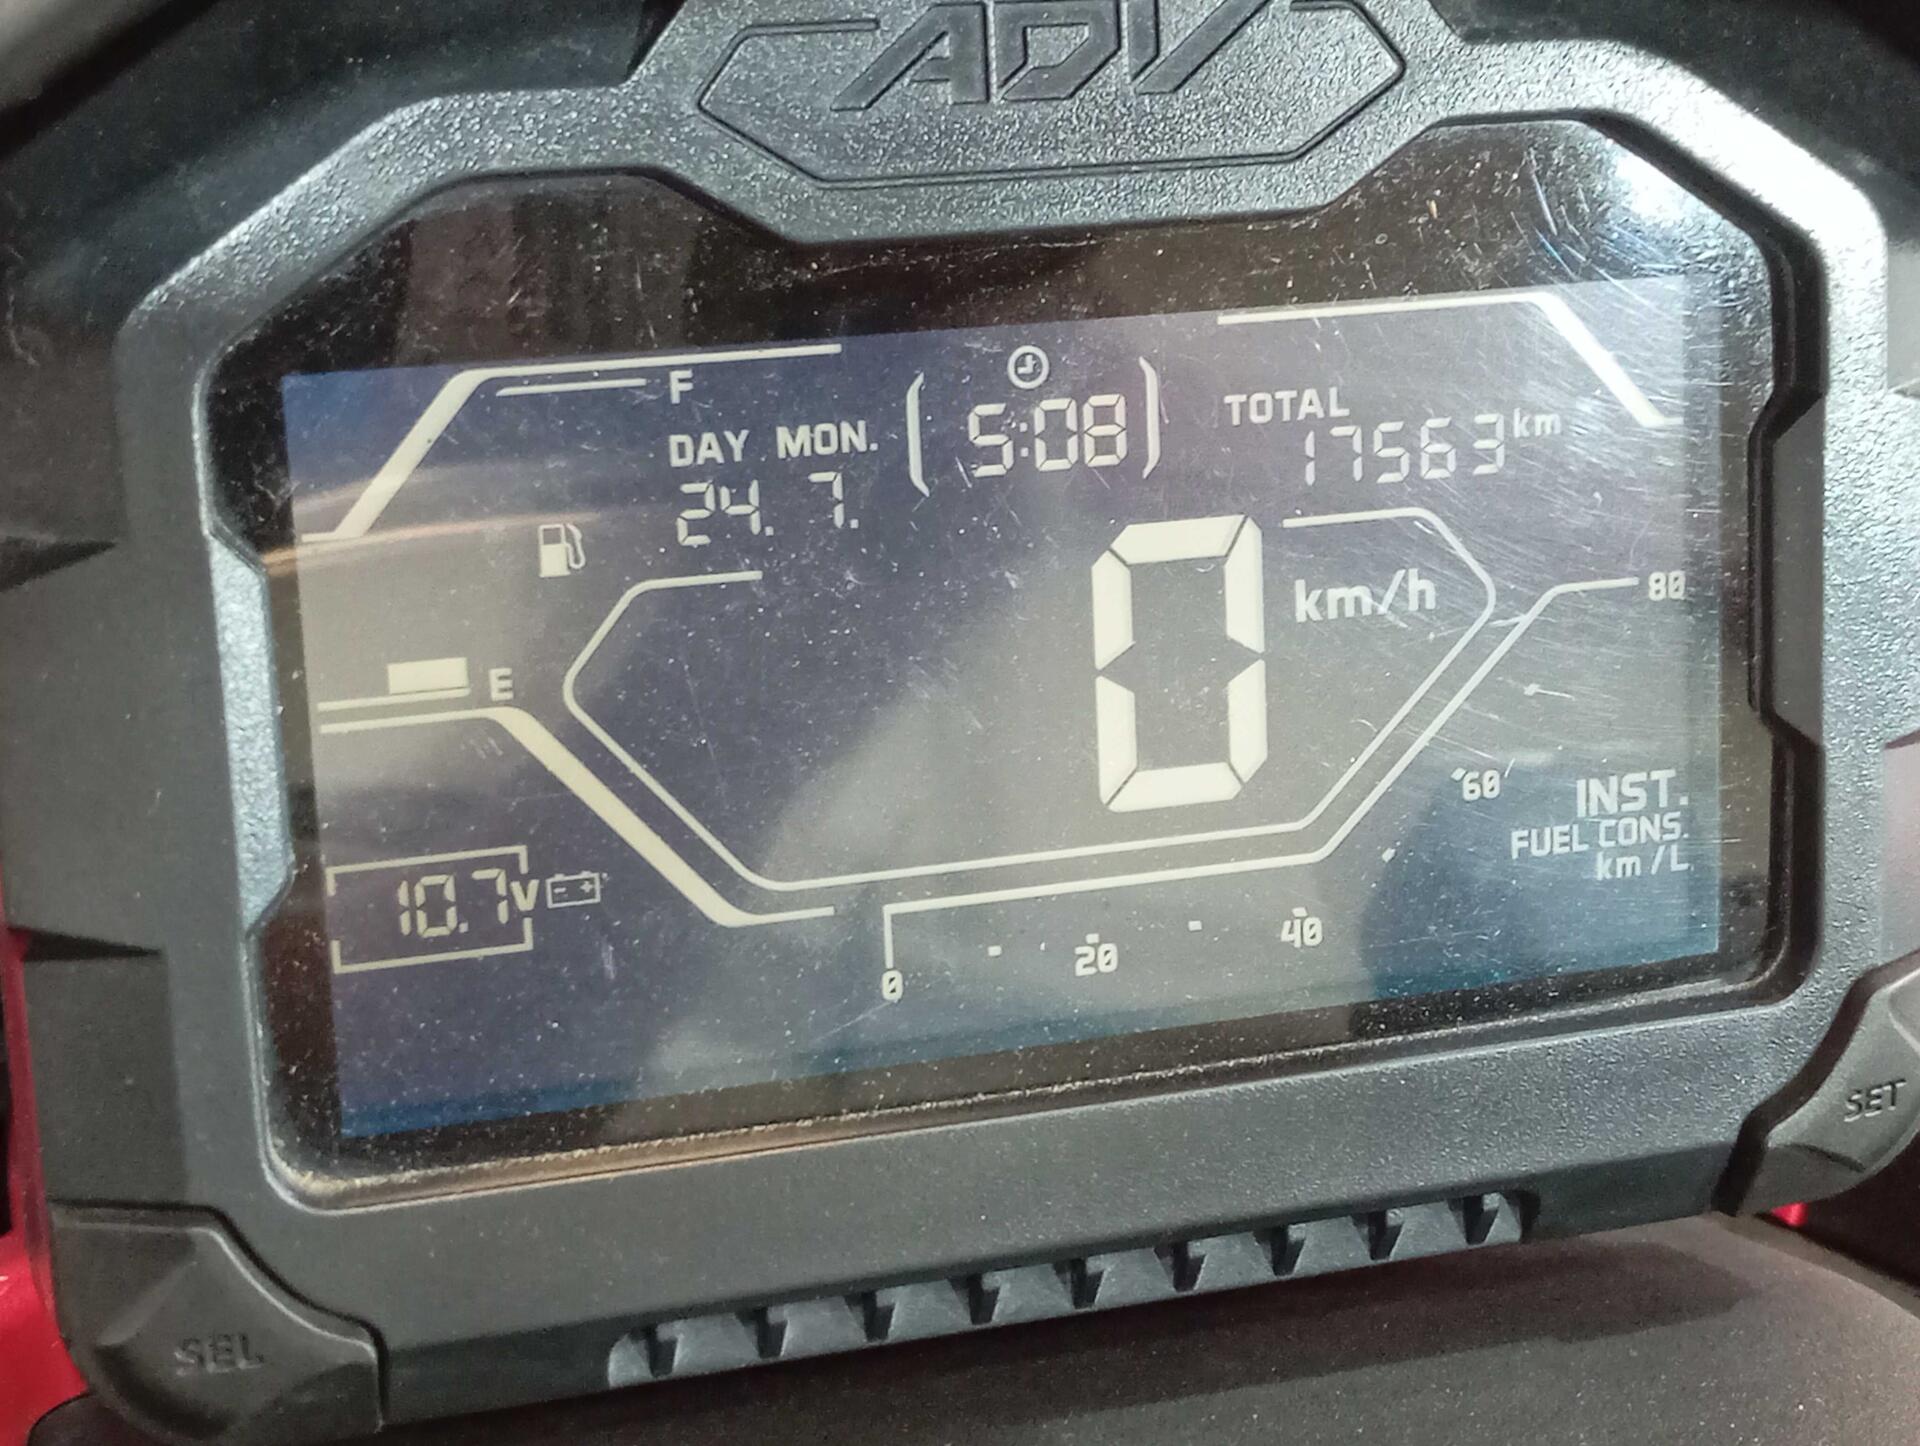 ADV
F
DAY MON. 5:08 TOTAL
24. 7. 17563 km
0 km/h
80
E
60
INST.
FUEL CONS.
km/L
10.7 V
0 20 40
SET
SEL